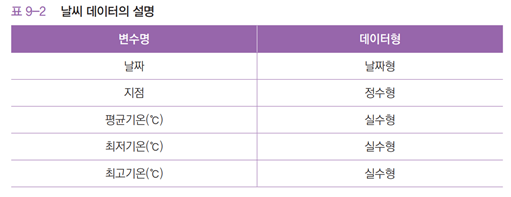 표 9-2 날씨 데이터의 설명
변수명 데이터형
날짜 날짜형
지점 정수형
평균기온(℃) 실수형
최저기온(℃) 실수형
최고기온(℃) 실수형